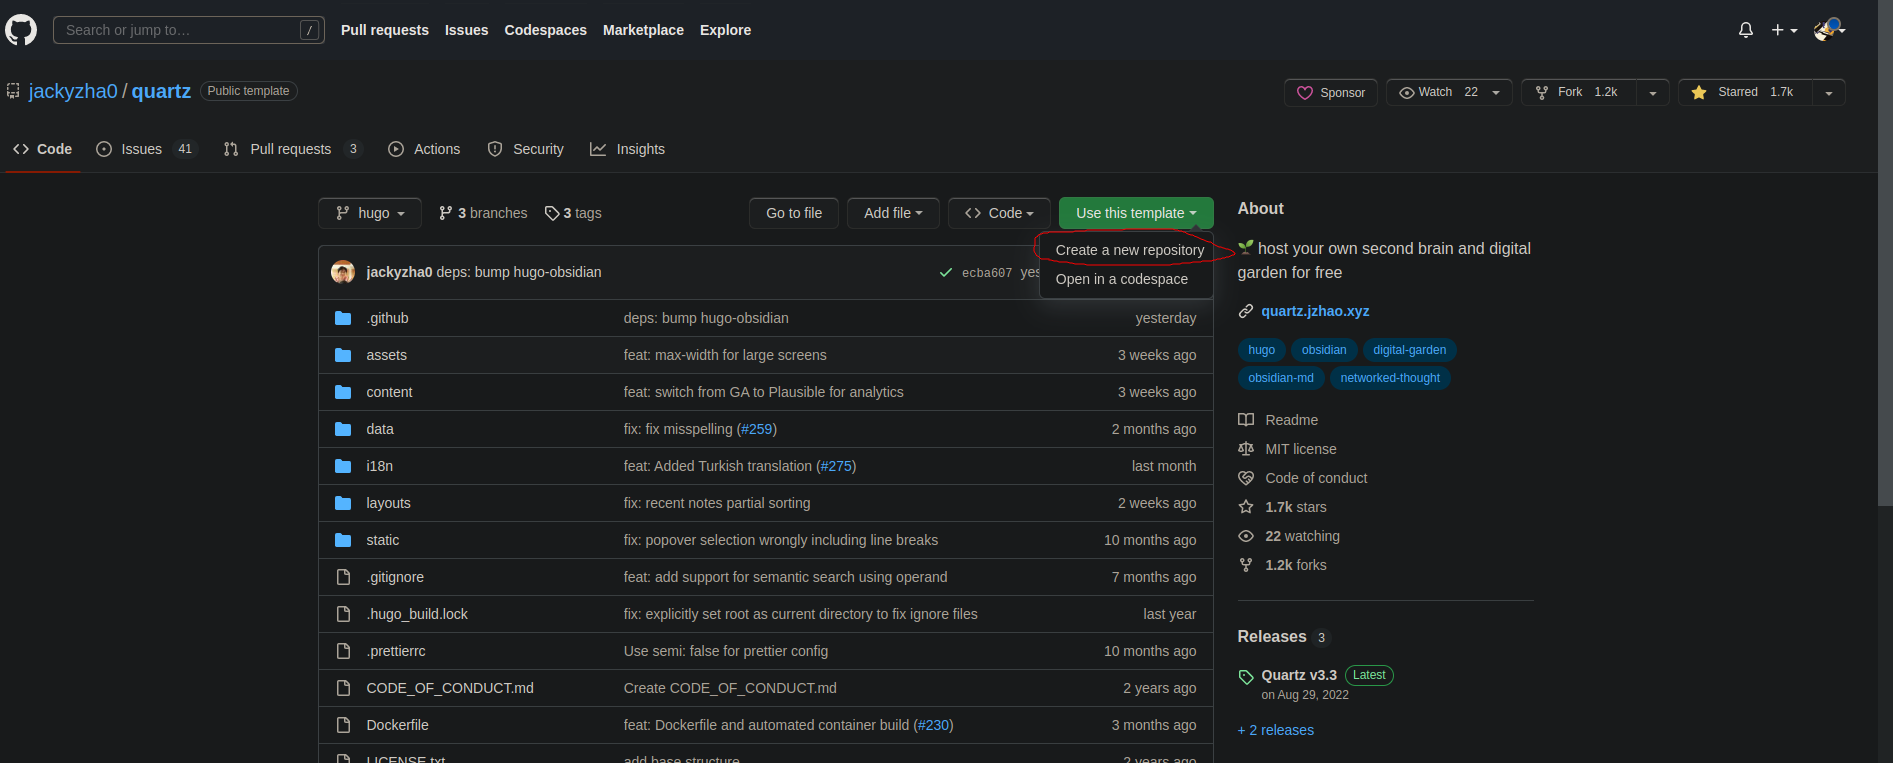 Search or jump to… /
Pull requests Issues Codespaces Marketplace Explore
jackyzha0 / quartz Public template
Sponsor Watch 22 Fork 1.2k Starred 1.7k
Code Issues 41 Pull requests 3 Actions Security Insights
hugo 3 branches 3 tags Go to file Add file Code Use this template
Create a new repository
Open in a codespace
jackyzha0 deps: bump hugo-obsidian ecba607 yes
.github deps: bump hugo-obsidian yesterday
assets feat: max-width for large screens 3 weeks ago
content feat: switch from GA to Plausible for analytics 3 weeks ago
data fix: fix misspelling (#259) 2 months ago
i18n feat: Added Turkish translation (#275) last month
layouts fix: recent notes partial sorting 2 weeks ago
static fix: popover selection wrongly including line breaks 10 months ago
.gitignore feat: add support for semantic search using operand 7 months ago
.hugo_build.lock fix: explicitly set root as current directory to fix ignore files last year
.prettierrc Use semi: false for prettier config 10 months ago
CODE_OF_CONDUCT.md Create CODE_OF_CONDUCT.md 2 years ago
Dockerfile feat: Dockerfile and automated container build (#230) 3 months ago
LICENSE.txt add base structure 2 years ago
About
host your own second brain and digital
garden for free
quartz.jzhao.xyz
hugo obsidian digital-garden
obsidian-md networked-thought
Readme
MIT license
Code of conduct
1.7k stars
22 watching
1.2k forks
Releases 3
Quartz v3.3 Latest
on Aug 29, 2022
+ 2 releases